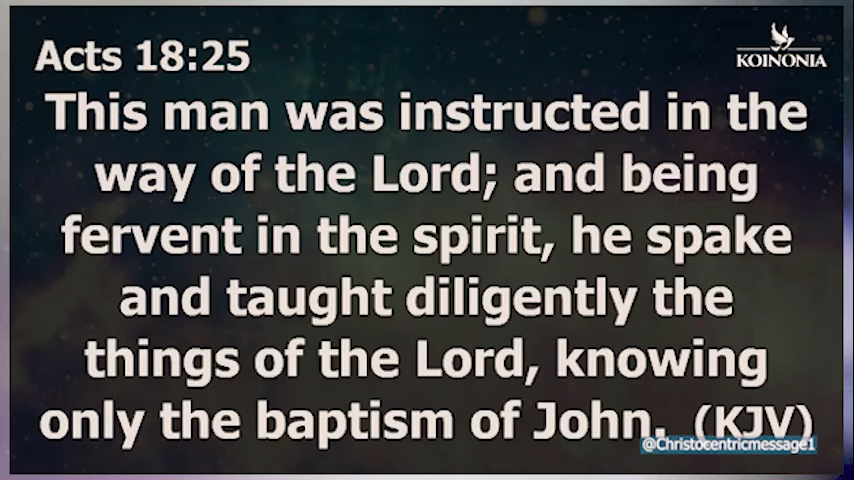 Acts 18:25
KOINONIA
This man was instructed in the
way of the Lord; and being
fervent in the spirit, he spake
and taught diligently the
things of the Lord, knowing
only the baptism of John. (KJV)
@Christocentricmessage1